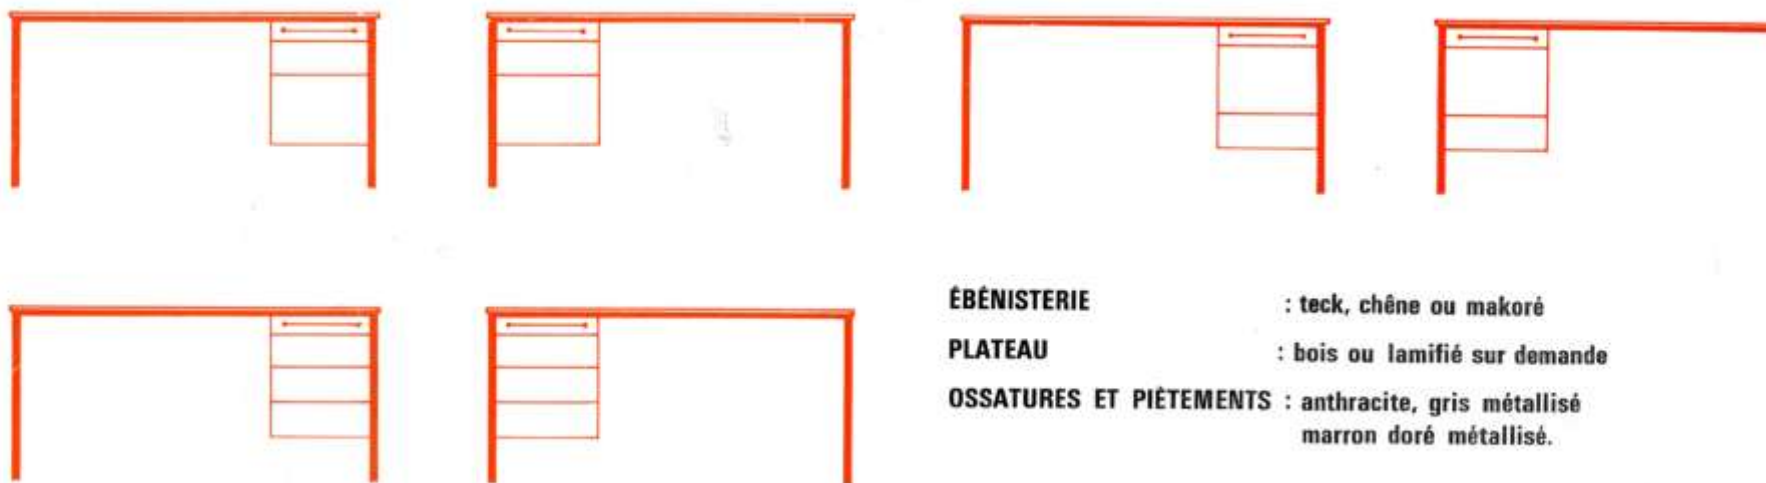 ÉBÉNISTERIE : teck, chêne ou makoré
PLATEAU : bois ou lamifié sur demande
OSSATURES ET PIÉTEMENTS : anthracite, gris métallisé
marron doré métallisé.